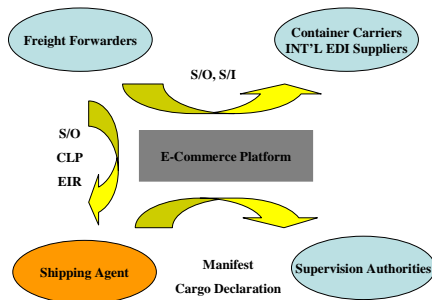 Freight Forwarders
Container Carriers
INT'L EDI Suppliers
S/O, S/I
S/O
CLP
EIR
E-Commerce Platform
Shipping Agent
Manifest
Cargo Declaration
Supervision Authorities